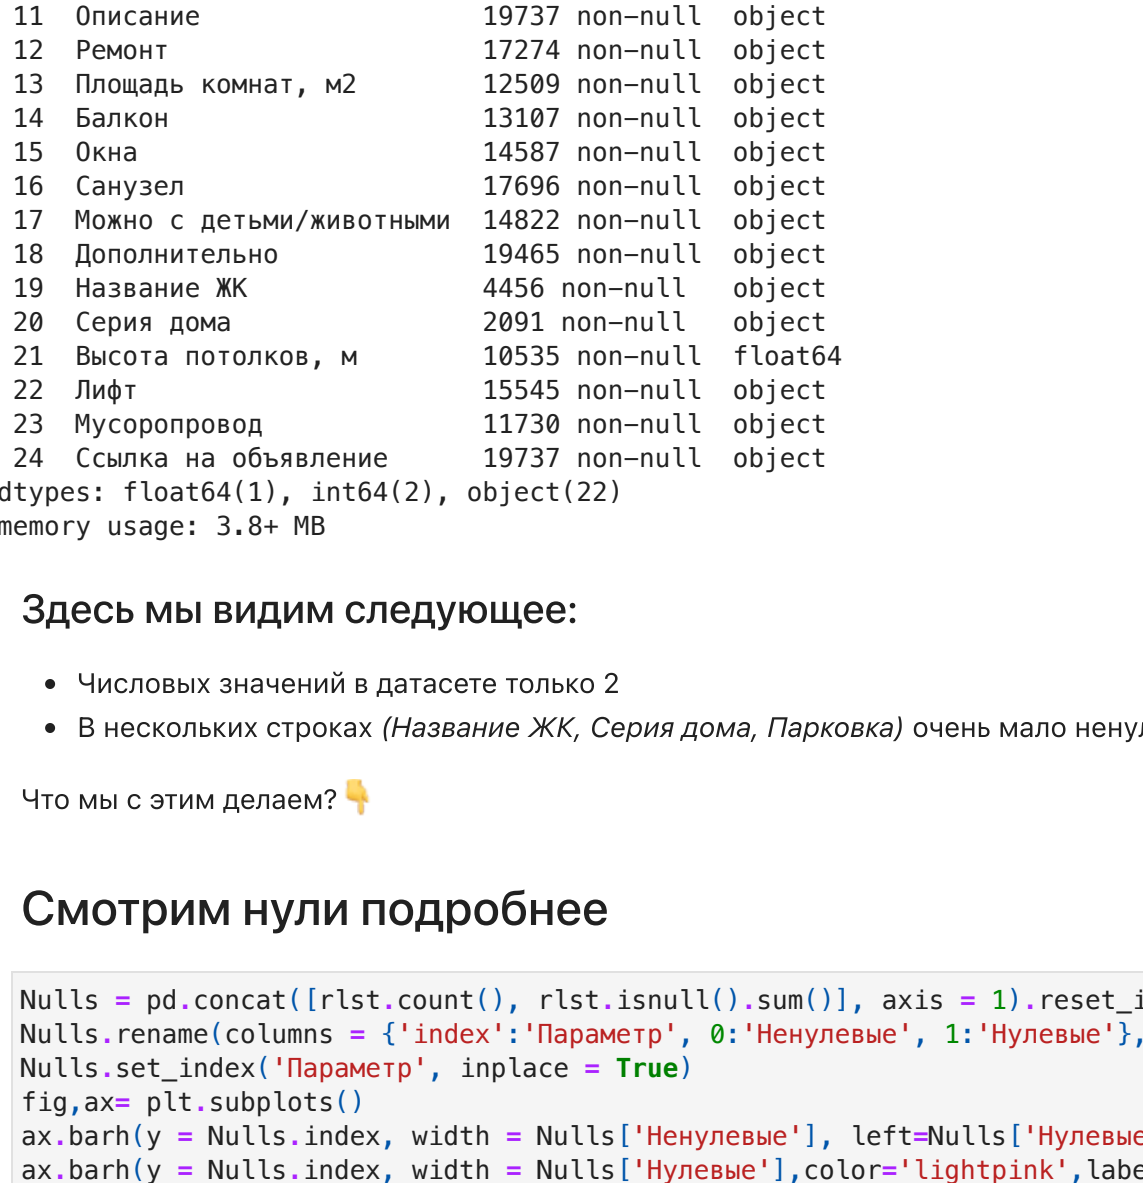 11 Описание 19737 non-null object
12 Ремонт 17274 non-null object
13 Площадь комнат, м2 12509 non-null object
14 Балкон 13107 non-null object
15 Окна 14587 non-null object
16 Санузел 17696 non-null object
17 Можно с детьми/животными 14822 non-null object
18 Дополнительно 19465 non-null object
19 Название ЖК 4456 non-null object
20 Серия дома 2091 non-null object
21 Высота потолков, м 10535 non-null float64
22 Лифт 15545 non-null object
23 Мусоропровод 11730 non-null object
24 Ссылка на объявление 19737 non-null object
dtypes: float64(1), int64(2), object(22)
memory usage: 3.8+ MB
Здесь мы видим следующее:
• Числовых значений в датасете только 2
• В нескольких строках (Название ЖК, Серия дома, Парковка) очень мало
Что мы с этим делаем?👇
Смотрим нули подробнее
Nulls = pd.concat([rlst.count(), rlst.isnull().sum()], axis = 1).reset_i
Nulls.rename(columns = {'index':'Параметр', 0:'Ненулевые', 1:'Нулевые'},
Nulls.set_index('Параметр', inplace = True)
fig,ax= plt.subplots()
ax.barh(y = Nulls.index, width = Nulls['Ненулевые'], left=Nulls['Нулевые
ax.barh(y = Nulls.index, width = Nulls['Нулевые'],color='lightpink',labe